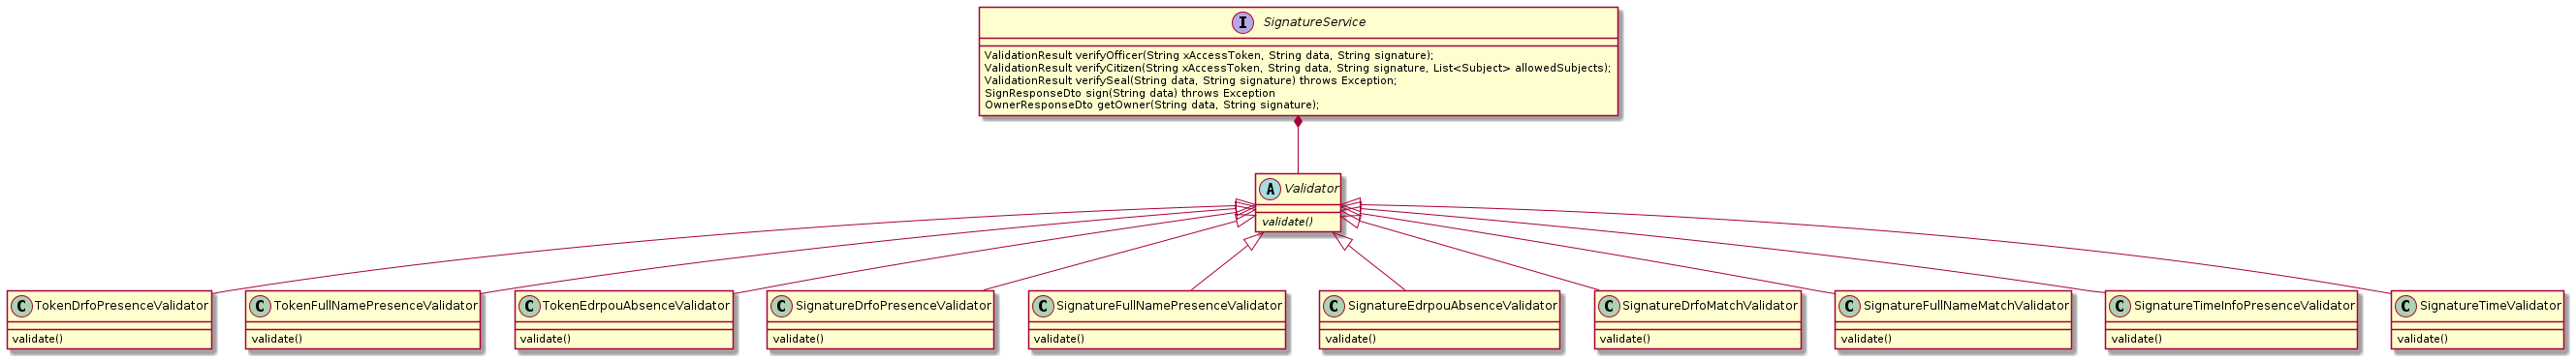 I SignatureService
ValidationResult verifyOfficer(String xAccessToken, String data, String signature);
ValidationResult verifyCitizen(String xAccessToken, String data, String signature, List<Subject> allowedSubjects);
ValidationResult verifySeal(String data, String signature) throws Exception;
SignResponseDto sign(String data) throws Exception
OwnerResponseDto getOwner(String data, String signature);
A Validator
validate()
C TokenDrfoPresenceValidator
validate()
C TokenFullNamePresenceValidator
validate()
C TokenEdrpouAbsenceValidator
validate()
C SignatureDrfoPresenceValidator
validate()
C SignatureFullNamePresenceValidator
validate()
C SignatureEdrpouAbsenceValidator
validate()
C SignatureDrfoMatchValidator
validate()
C SignatureFullNameMatchValidator
validate()
C SignatureTimeInfoPresenceValidator
validate()
C SignatureTimeValidator
validate()